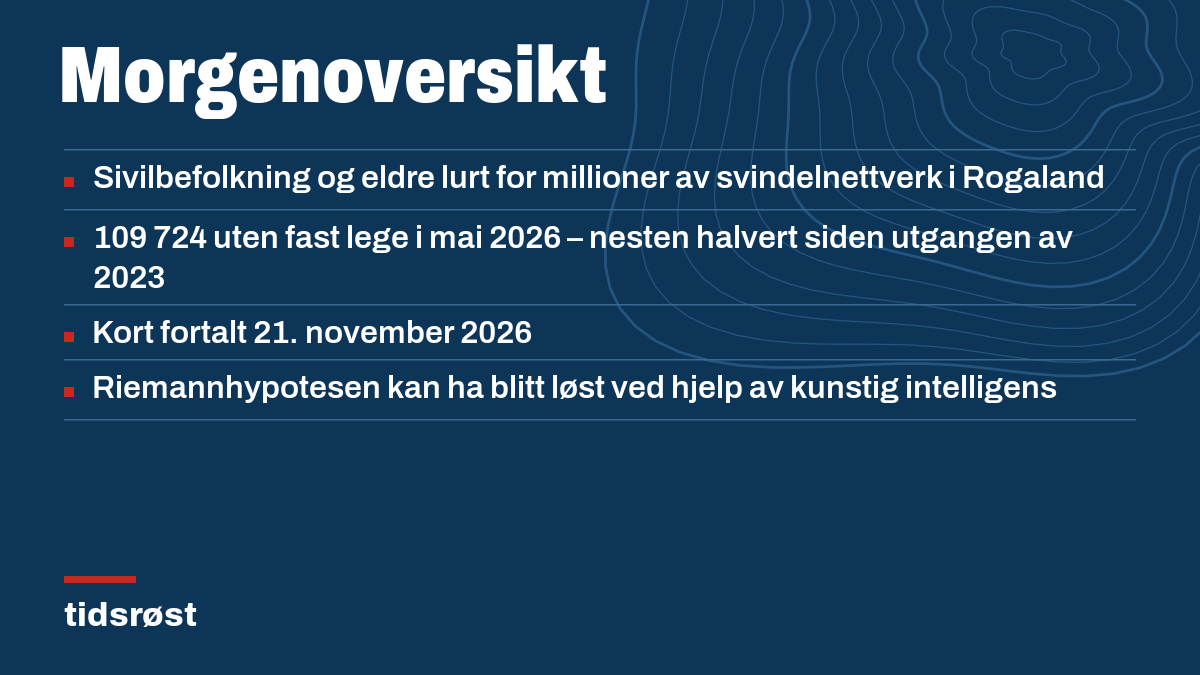 Morgenoversikt
Sivilbefolkning og eldre lurt for millioner av svindelnettverk i Rogaland
109 724 uten fast lege i mai 2026 – nesten halvert siden utgangen av
2023
Kort fortalt 21. november 2026
Riemannhypotesen kan ha blitt løst ved hjelp av kunstig intelligens
tidsrøst